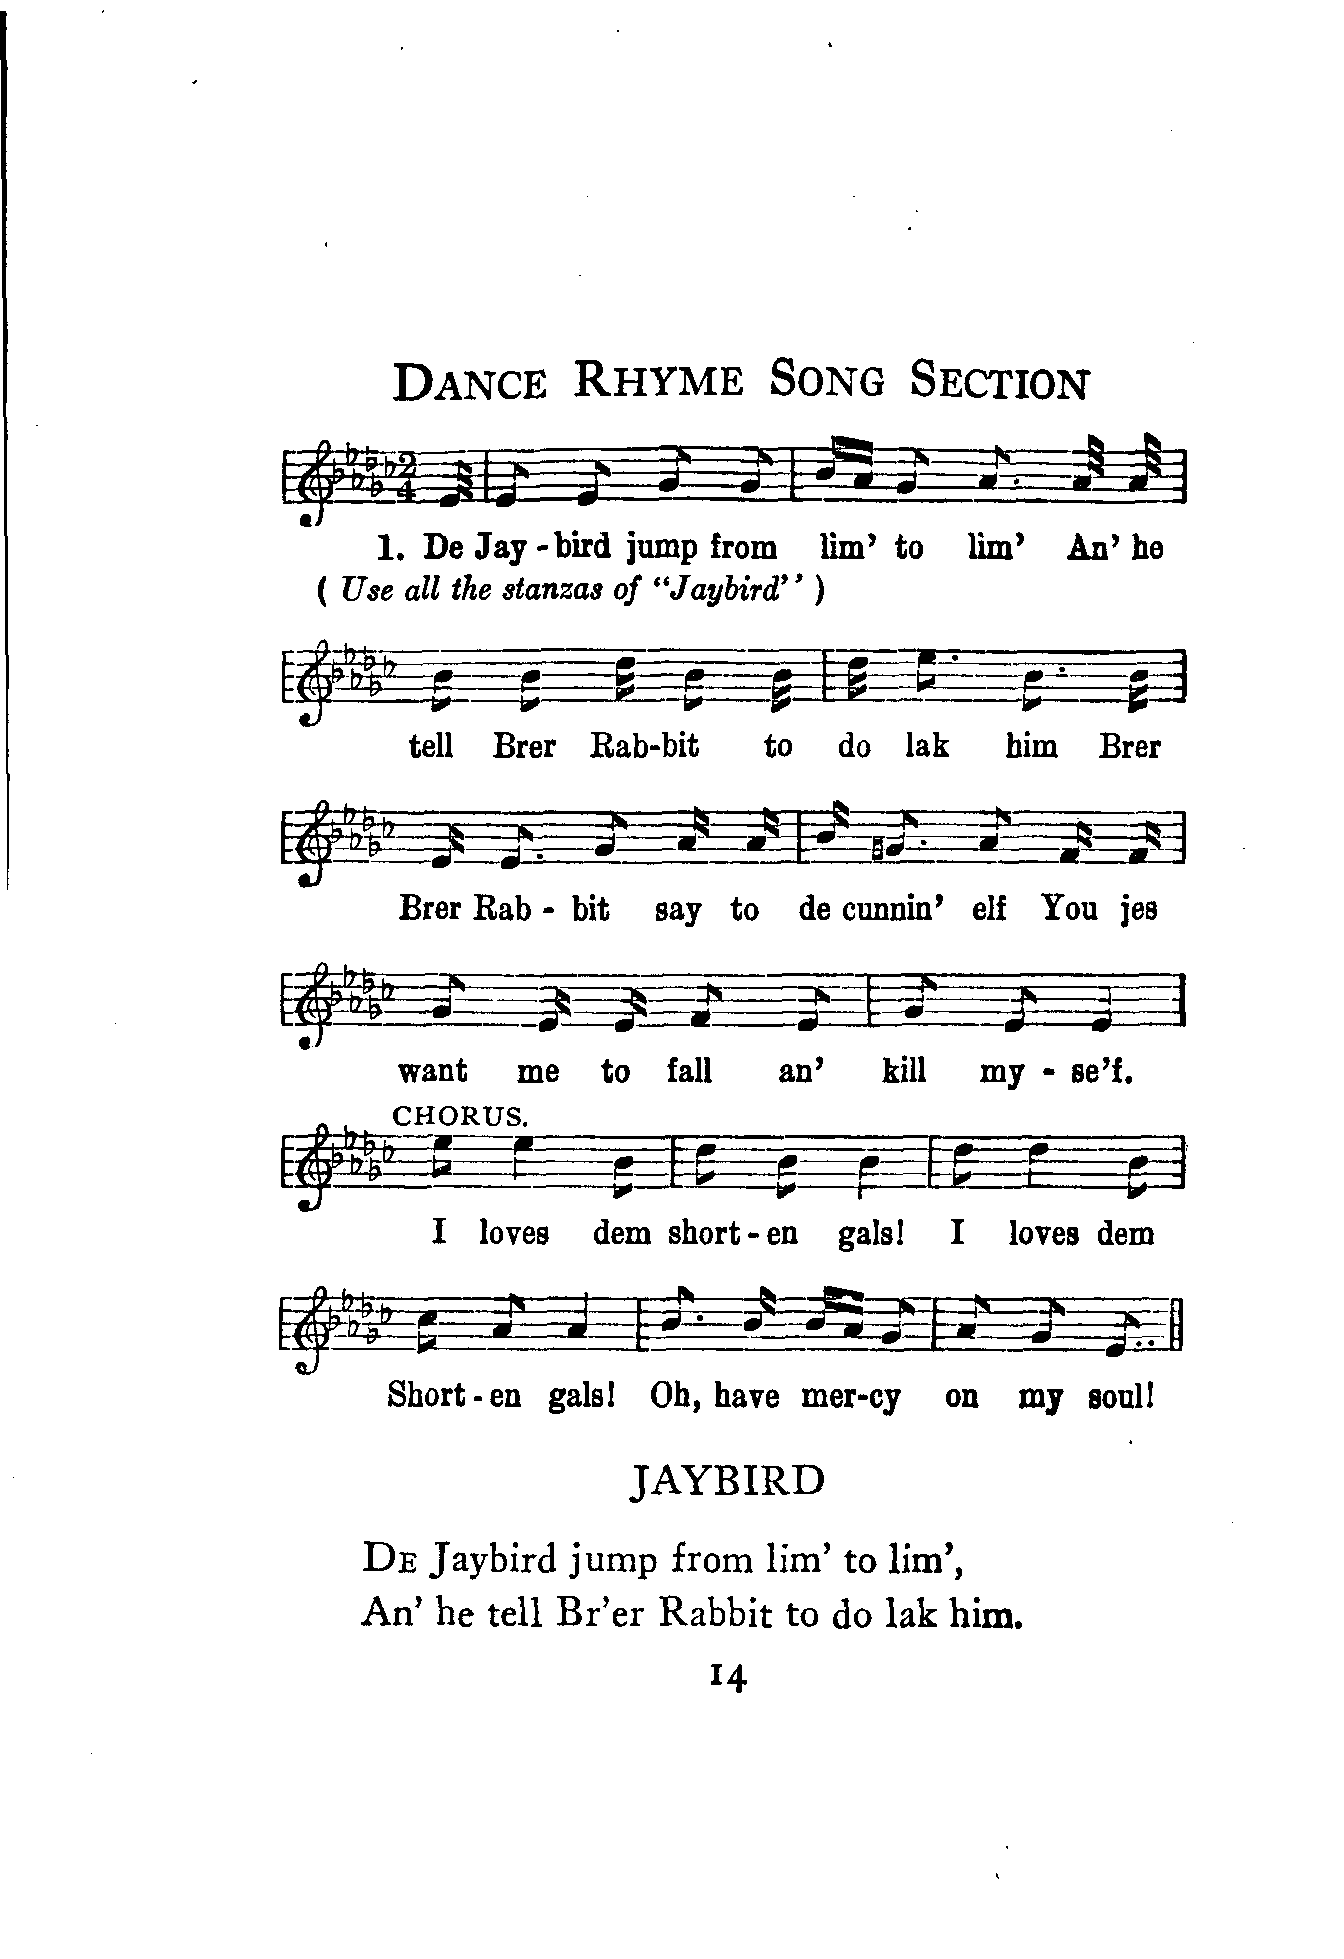 DANCE RHYME SONG SECTION
2
4
1. De Jay - bird jump from lim’ to lim’ An’ he
( Use all the stanzas of “Jaybird’’ )
tell Brer Rab-bit to do lak him Brer
Brer Rab - bit say to de cunnin’ elf You jes
want me to fall an’ kill my - se’f.
CHORUS.
I loves dem short - en gals! I loves dem
Short - en gals! Oh, have mer-cy on my soul!
JAYBIRD
DE Jaybird jump from lim’ to lim’,
An’ he tell Br’er Rabbit to do lak him.
14